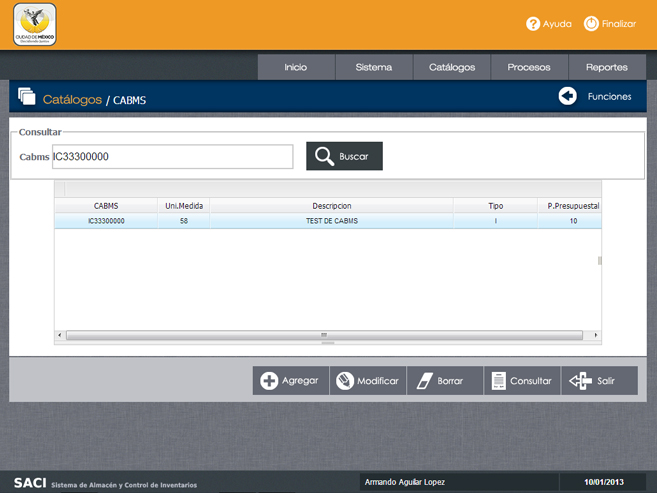 CIUDAD DE MÉXICO
Ayuda
Finalizar
Inicio Sistema Catálogos Procesos Reportes
Catálogos / CABMS
Funciones
Consultar
Cabms IC33300000 Buscar
CABMS Uni.Medida Descripcion Tipo P.Presupuestal
IC33300000 58 TEST DE CABMS I 10
Agregar Modificar Borrar Consultar Salir
SACI Sistema de Almacén y Control de Inventarios Armando Aguilar Lopez 10/01/2013